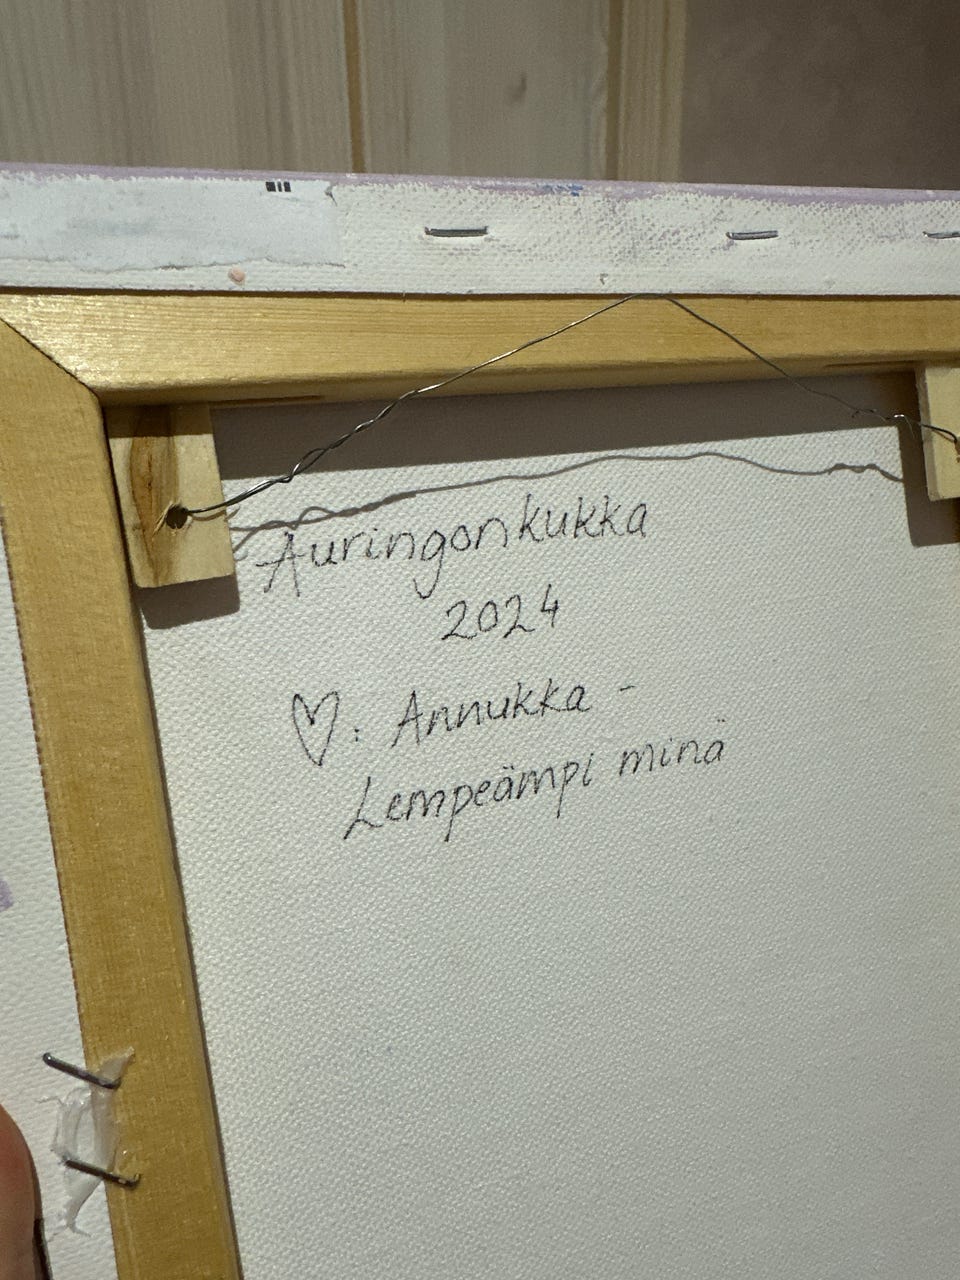 Auringonkukka
2024
♡: Annukka -
Lempeämpi minä